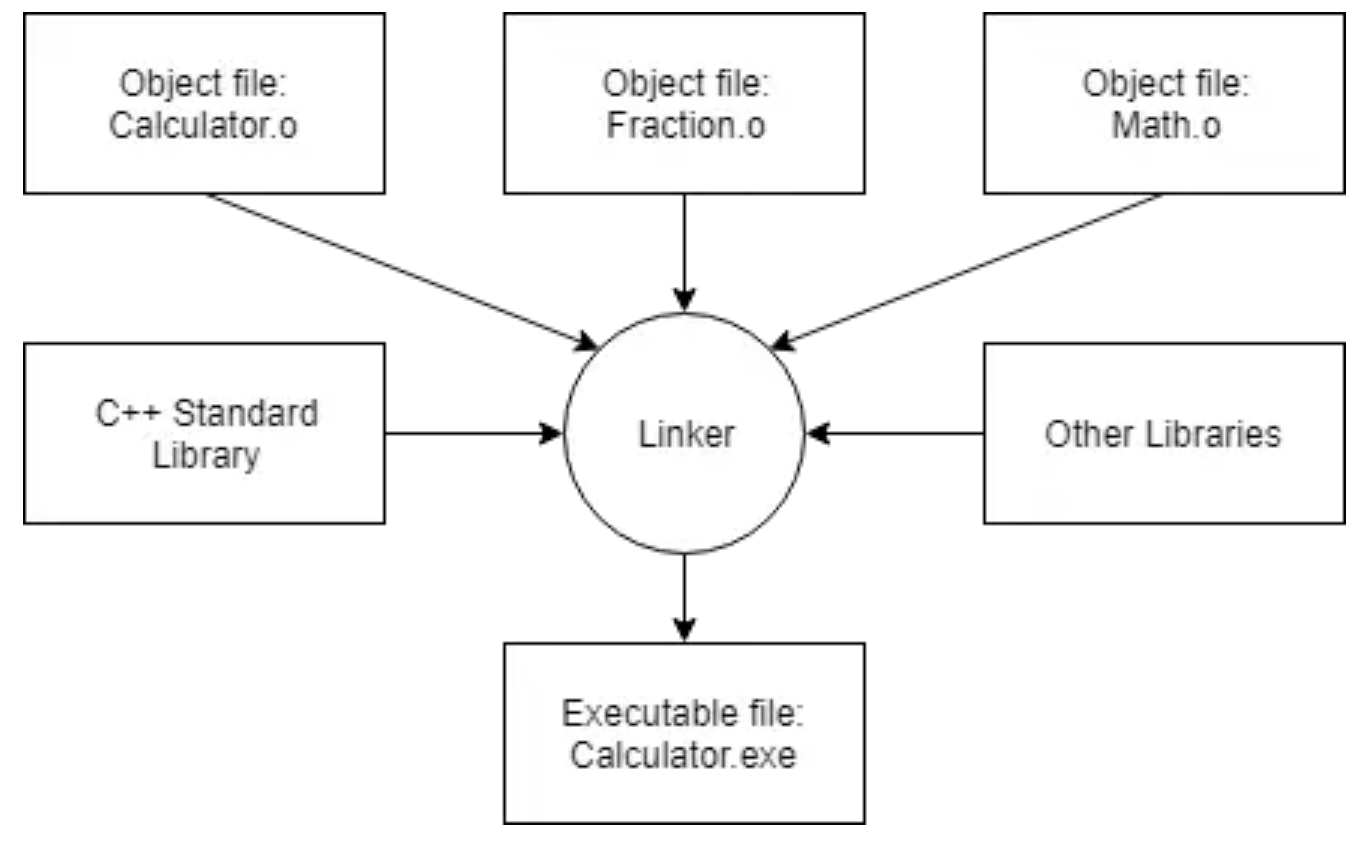 Object file:
Calculator.o
Object file:
Fraction.o
Object file:
Math.o
C++ Standard
Library
Linker
Other Libraries
Executable file:
Calculator.exe